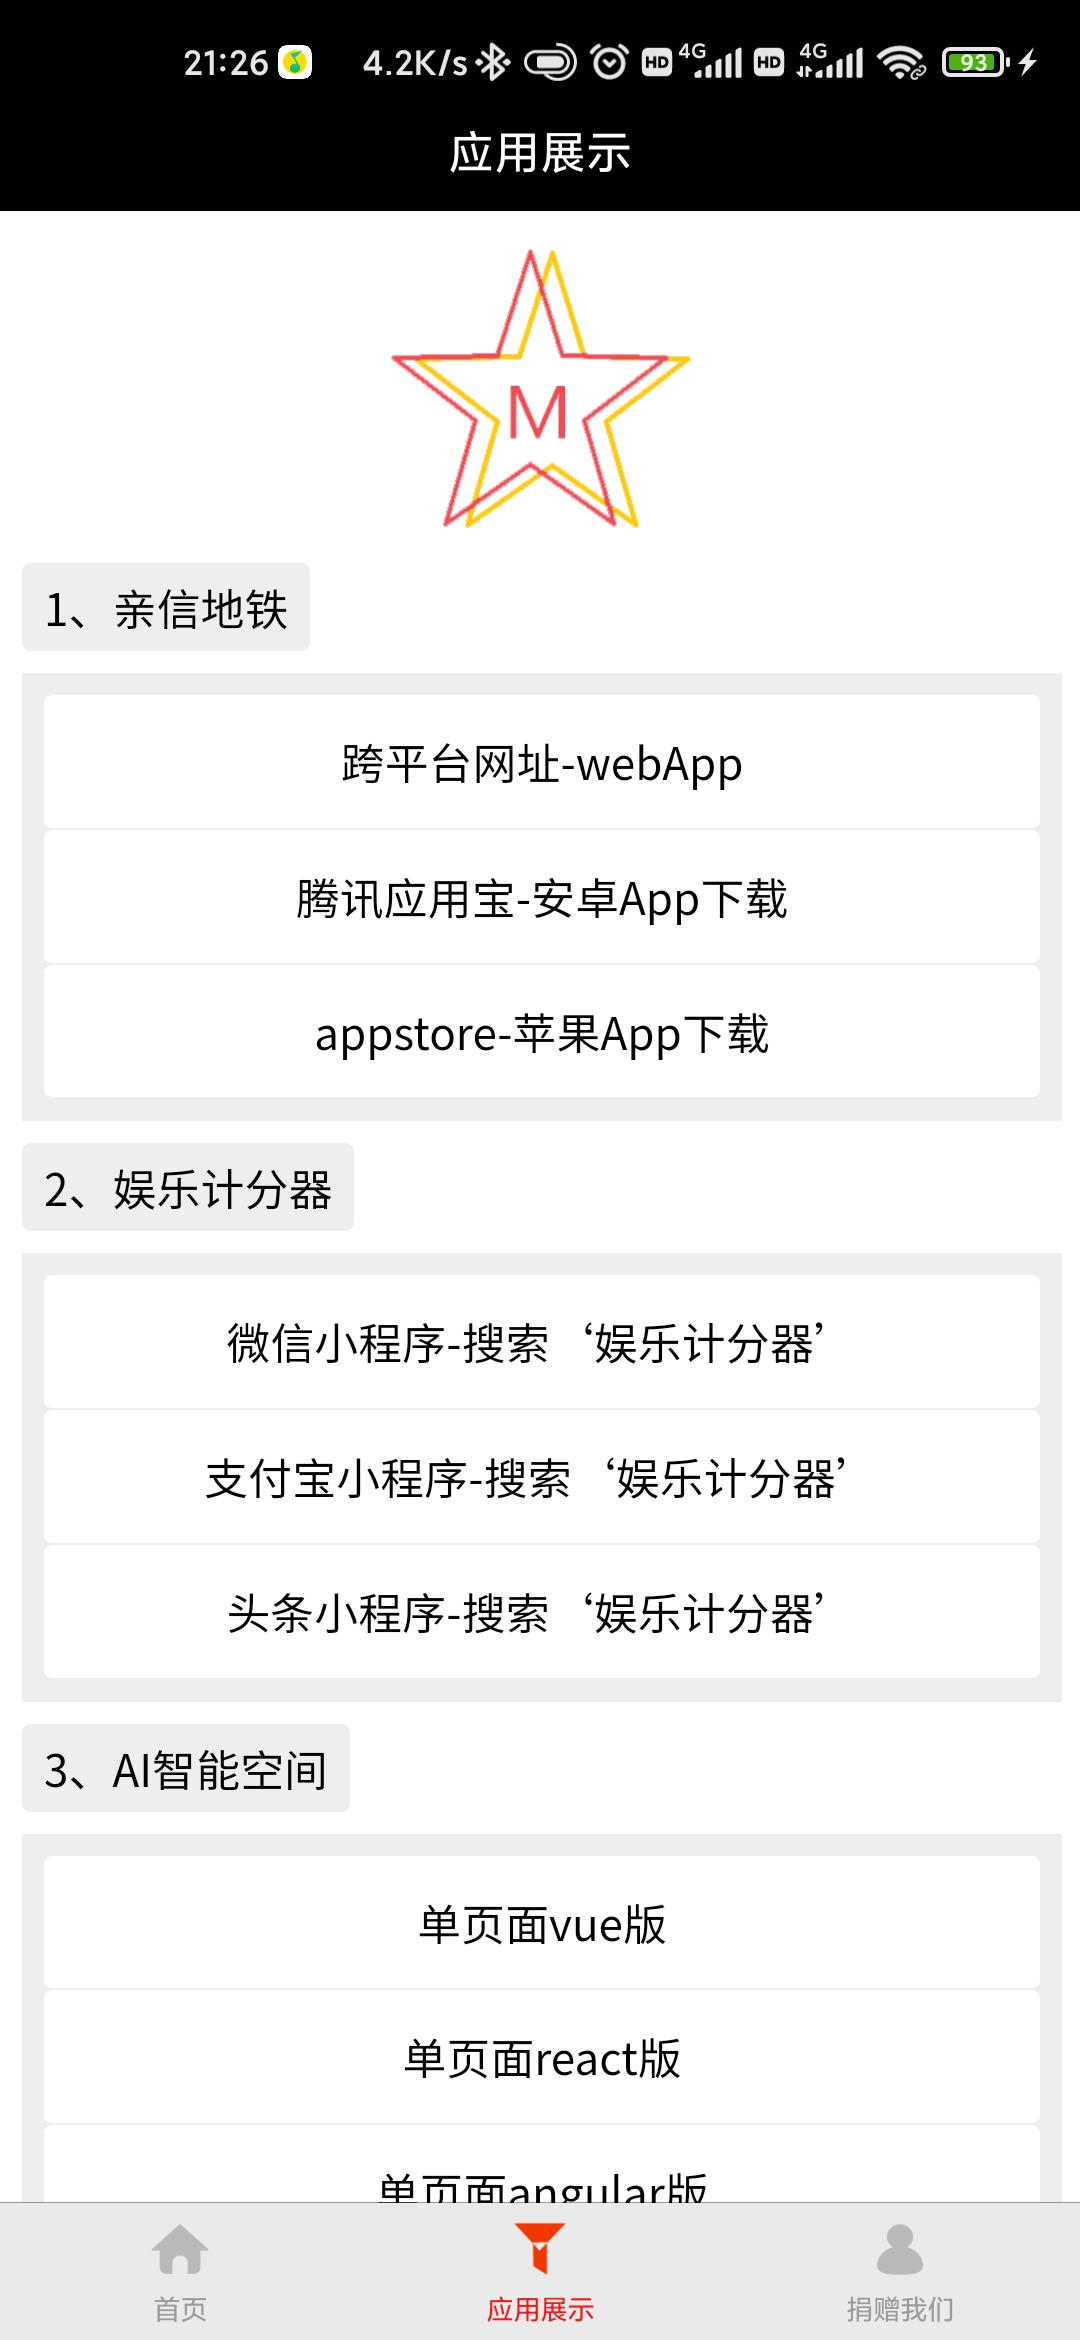 21:26 4.2K/s HD 4G HD 4G 93
应用展示
M
1、亲信地铁
跨平台网址-webApp
腾讯应用宝-安卓App下载
appstore-苹果App下载
2、娱乐计分器
微信小程序-搜索‘娱乐计分器’
支付宝小程序-搜索‘娱乐计分器’
头条小程序-搜索‘娱乐计分器’
3、AI智能空间
单页面vue版
单页面react版
单页面angular版
首页 应用展示 捐赠我们